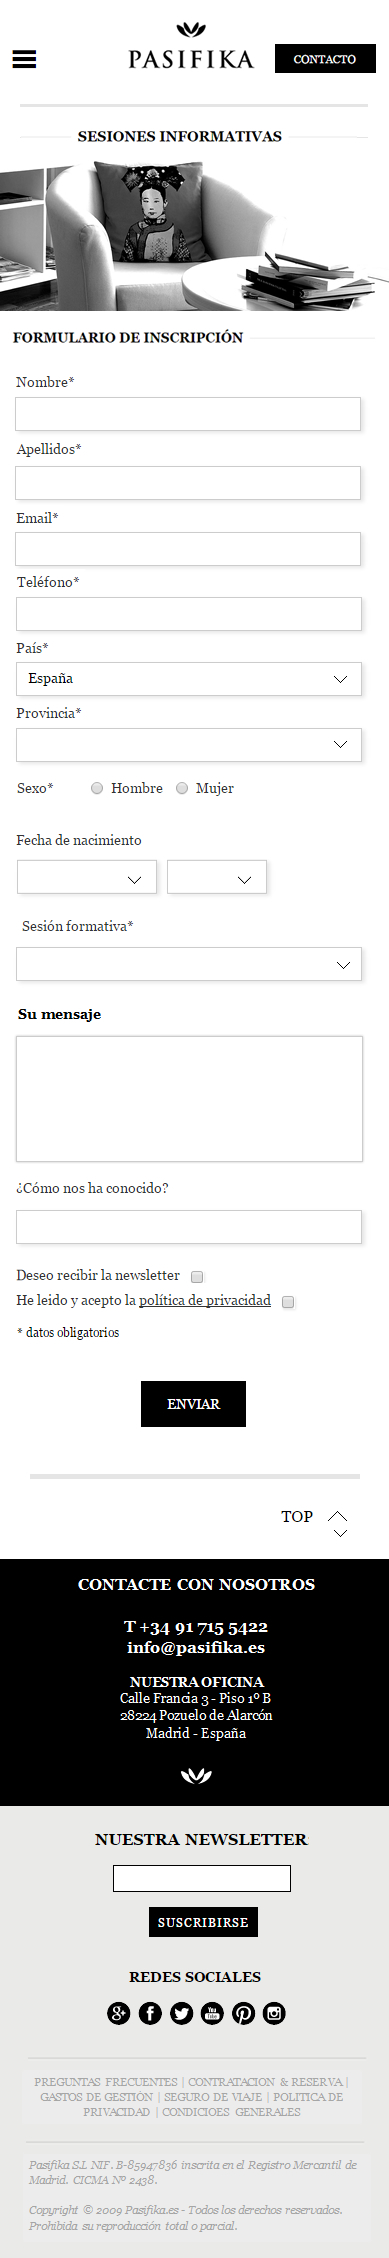 PASIFIKA
CONTACTO
SESIONES INFORMATIVAS
FORMULARIO DE INSCRIPCIÓN
Nombre*
Apellidos*
Email*
Teléfono*
País*
España
Provincia*
Sexo* Hombre Mujer
Fecha de nacimiento
Sesión formativa*
Su mensaje
¿Cómo nos ha conocido?
Deseo recibir la newsletter
He leido y acepto la política de privacidad
* datos obligatorios
ENVIAR
TOP
CONTACTE CON NOSOTROS
T +34 91 715 5422
info@pasifika.es
NUESTRA OFICINA
Calle Francia 3 - Piso 1º B
28224 Pozuelo de Alarcón
Madrid - España
NUESTRA NEWSLETTER
SUSCRIBIRSE
REDES SOCIALES
PREGUNTAS FRECUENTES | CONTRATACION & RESERVA |
GASTOS DE GESTIÓN | SEGURO DE VIAJE | POLITICA DE
PRIVACIDAD | CONDICIOES GENERALES
Pasifika S.L NIF. B-85947836 inscrita en el Registro Mercantil de
Madrid. CICMA Nº 2438.
Copyright © 2009 Pasifika.es - Todos los derechos reservados.
Prohibida su reproducción total o parcial.